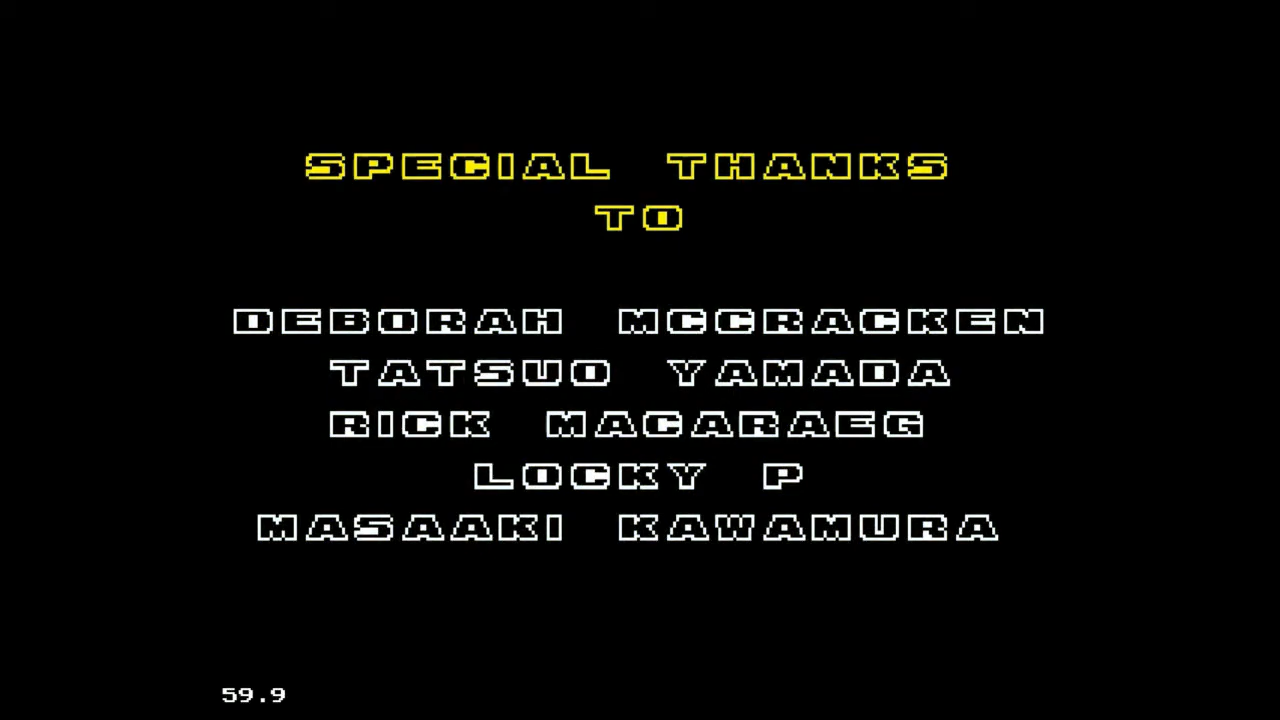 SPECIAL THANKS
TO
DEBORAH MCCRACKEN
TATSUO YAMADA
RICK MACARAEG
LOCKY P
MASAAKI KAWAMURA
59.9